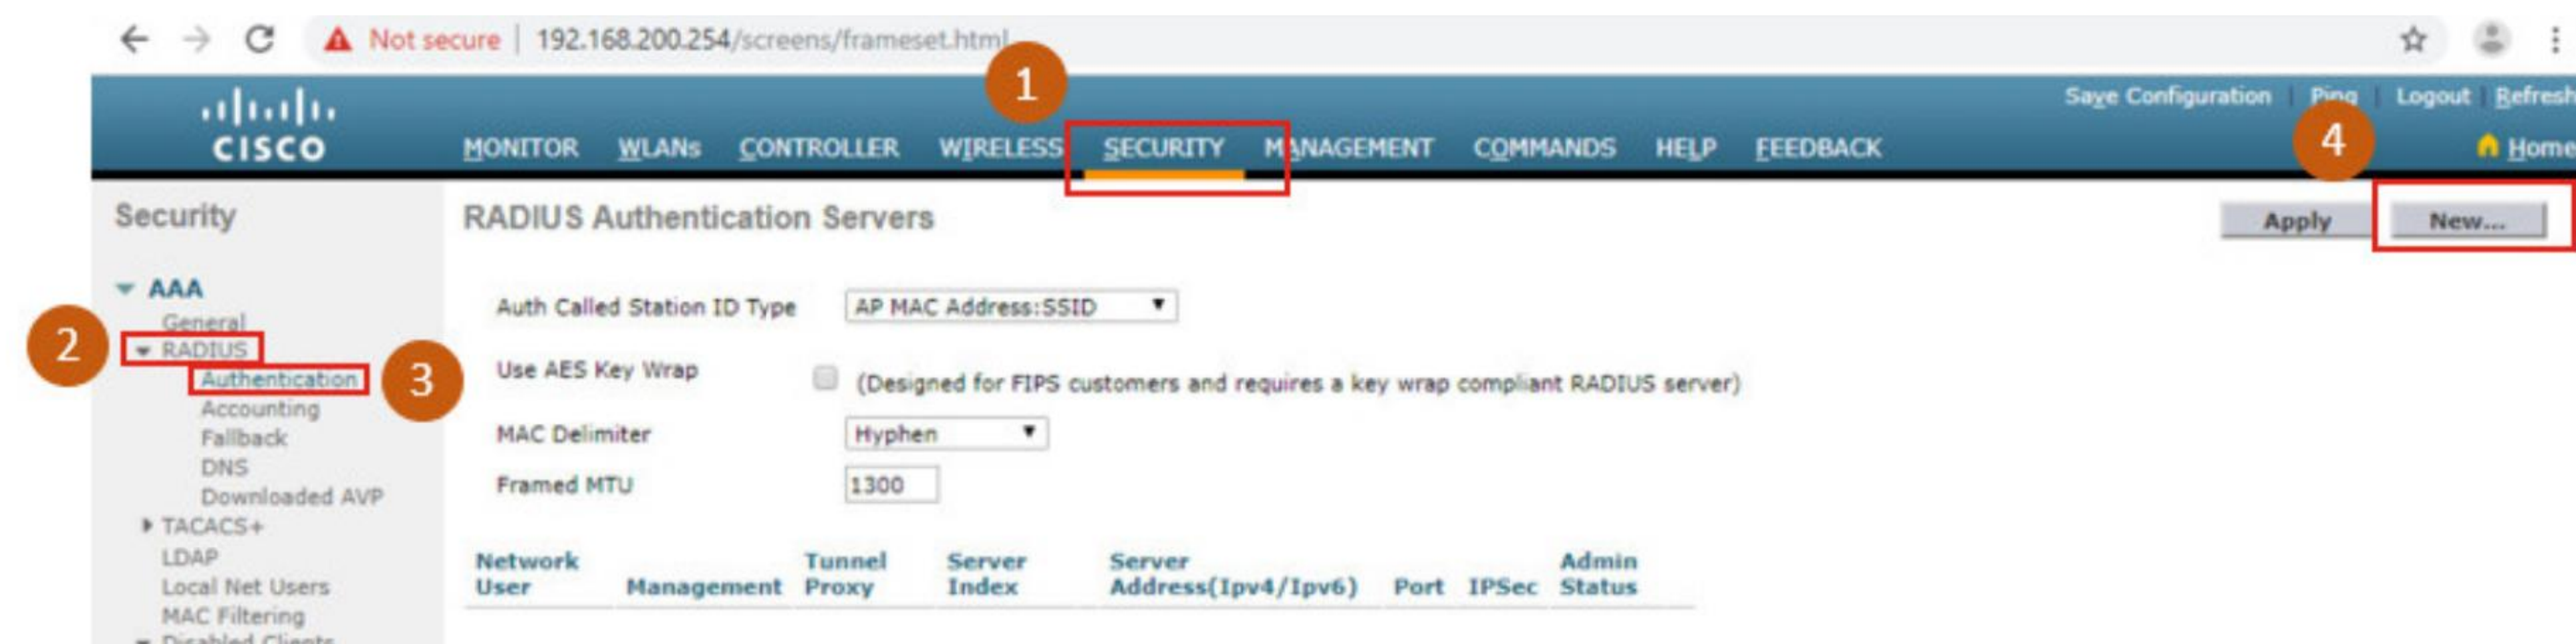 Not secure | 192.168.200.254/screens/frameset.html
1
Save Configuration | Ping | Logout | Refresh
CISCO MONITOR WLANs CONTROLLER WIRELESS SECURITY MANAGEMENT COMMANDS HELP FEEDBACK 4 Home
Security
RADIUS Authentication Servers
Apply New...
AAA
General
2 RADIUS
Authentication 3
Accounting
Fallback
DNS
Downloaded AVP
TACACS+
LDAP
Local Net Users
MAC Filtering
Disabled Clients
Auth Called Station ID Type AP MAC Address:SSID
Use AES Key Wrap (Designed for FIPS customers and requires a key wrap compliant RADIUS server)
MAC Delimiter Hyphen
Framed MTU 1300
Network Tunnel Server Server Admin
User Management Proxy Index Address(Ipv4/Ipv6) Port IPSec Status